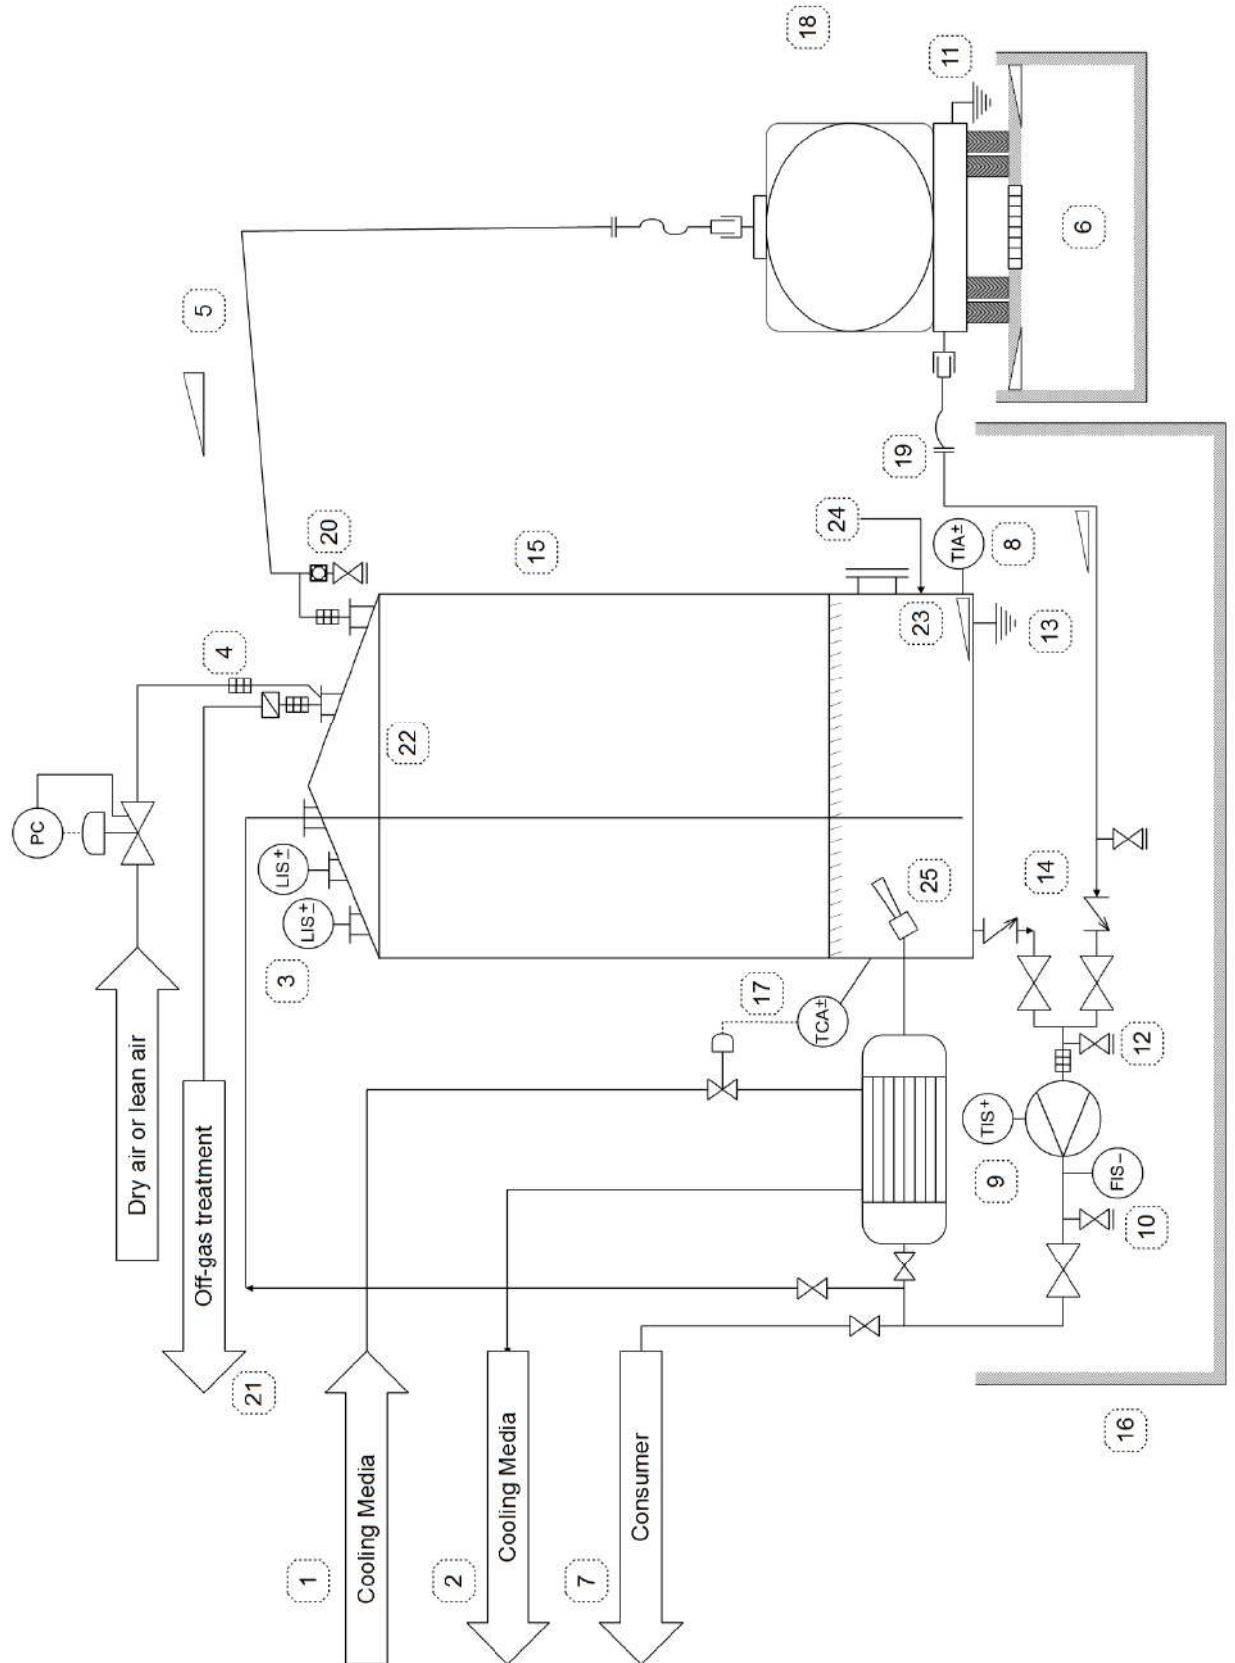 18
11
6
5
PC
4
20
19
15
24
TIA±
8
23
13
22
LIS±
LIS±
3
25
14
17
TCA±
12
TIS+
9
FIS−
10
Dry air or lean air
Off-gas treatment
21
16
1
Cooling Media
2
Cooling Media
7
Consumer